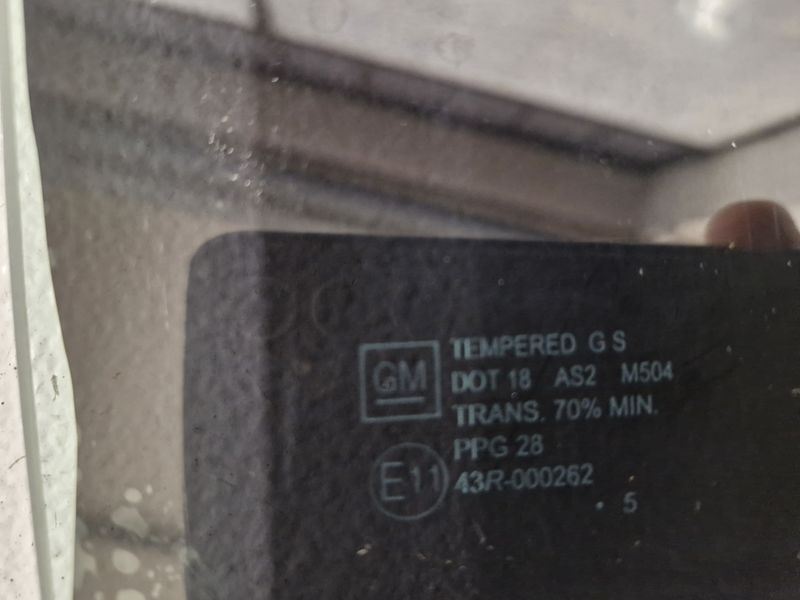 GM
TEMPERED G S
DOT 18 AS2 M504
TRANS. 70% MIN.
PPG 28
E11
43R-000262
. 5